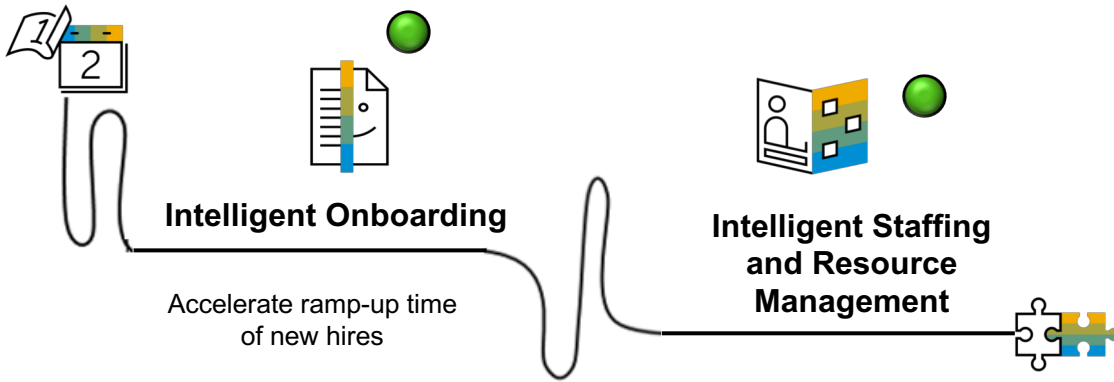 1
2
Intelligent Onboarding
Accelerate ramp-up time
of new hires
Intelligent Staffing
and Resource
Management